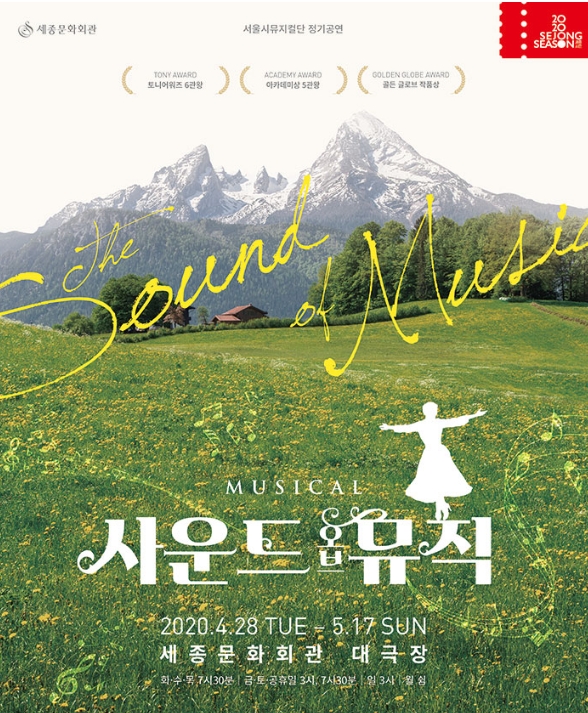 세종문화회관
서울시뮤지컬단 정기공연
20
20
SEJONG
SEASON
TONY AWARD
토니어워즈 6관왕
ACADEMY AWARD
아카데미상 5관왕
GOLDEN GLOBE AWARD
골든 글로브 작품상
The Sound of Music
MUSICAL
사운드 옵 뮤직
2020.4.28 TUE – 5.17 SUN
세종문화회관 대극장
화·수·목 7시30분 | 금·토·공휴일 3시, 7시30분 | 일 3시 | 월 쉼